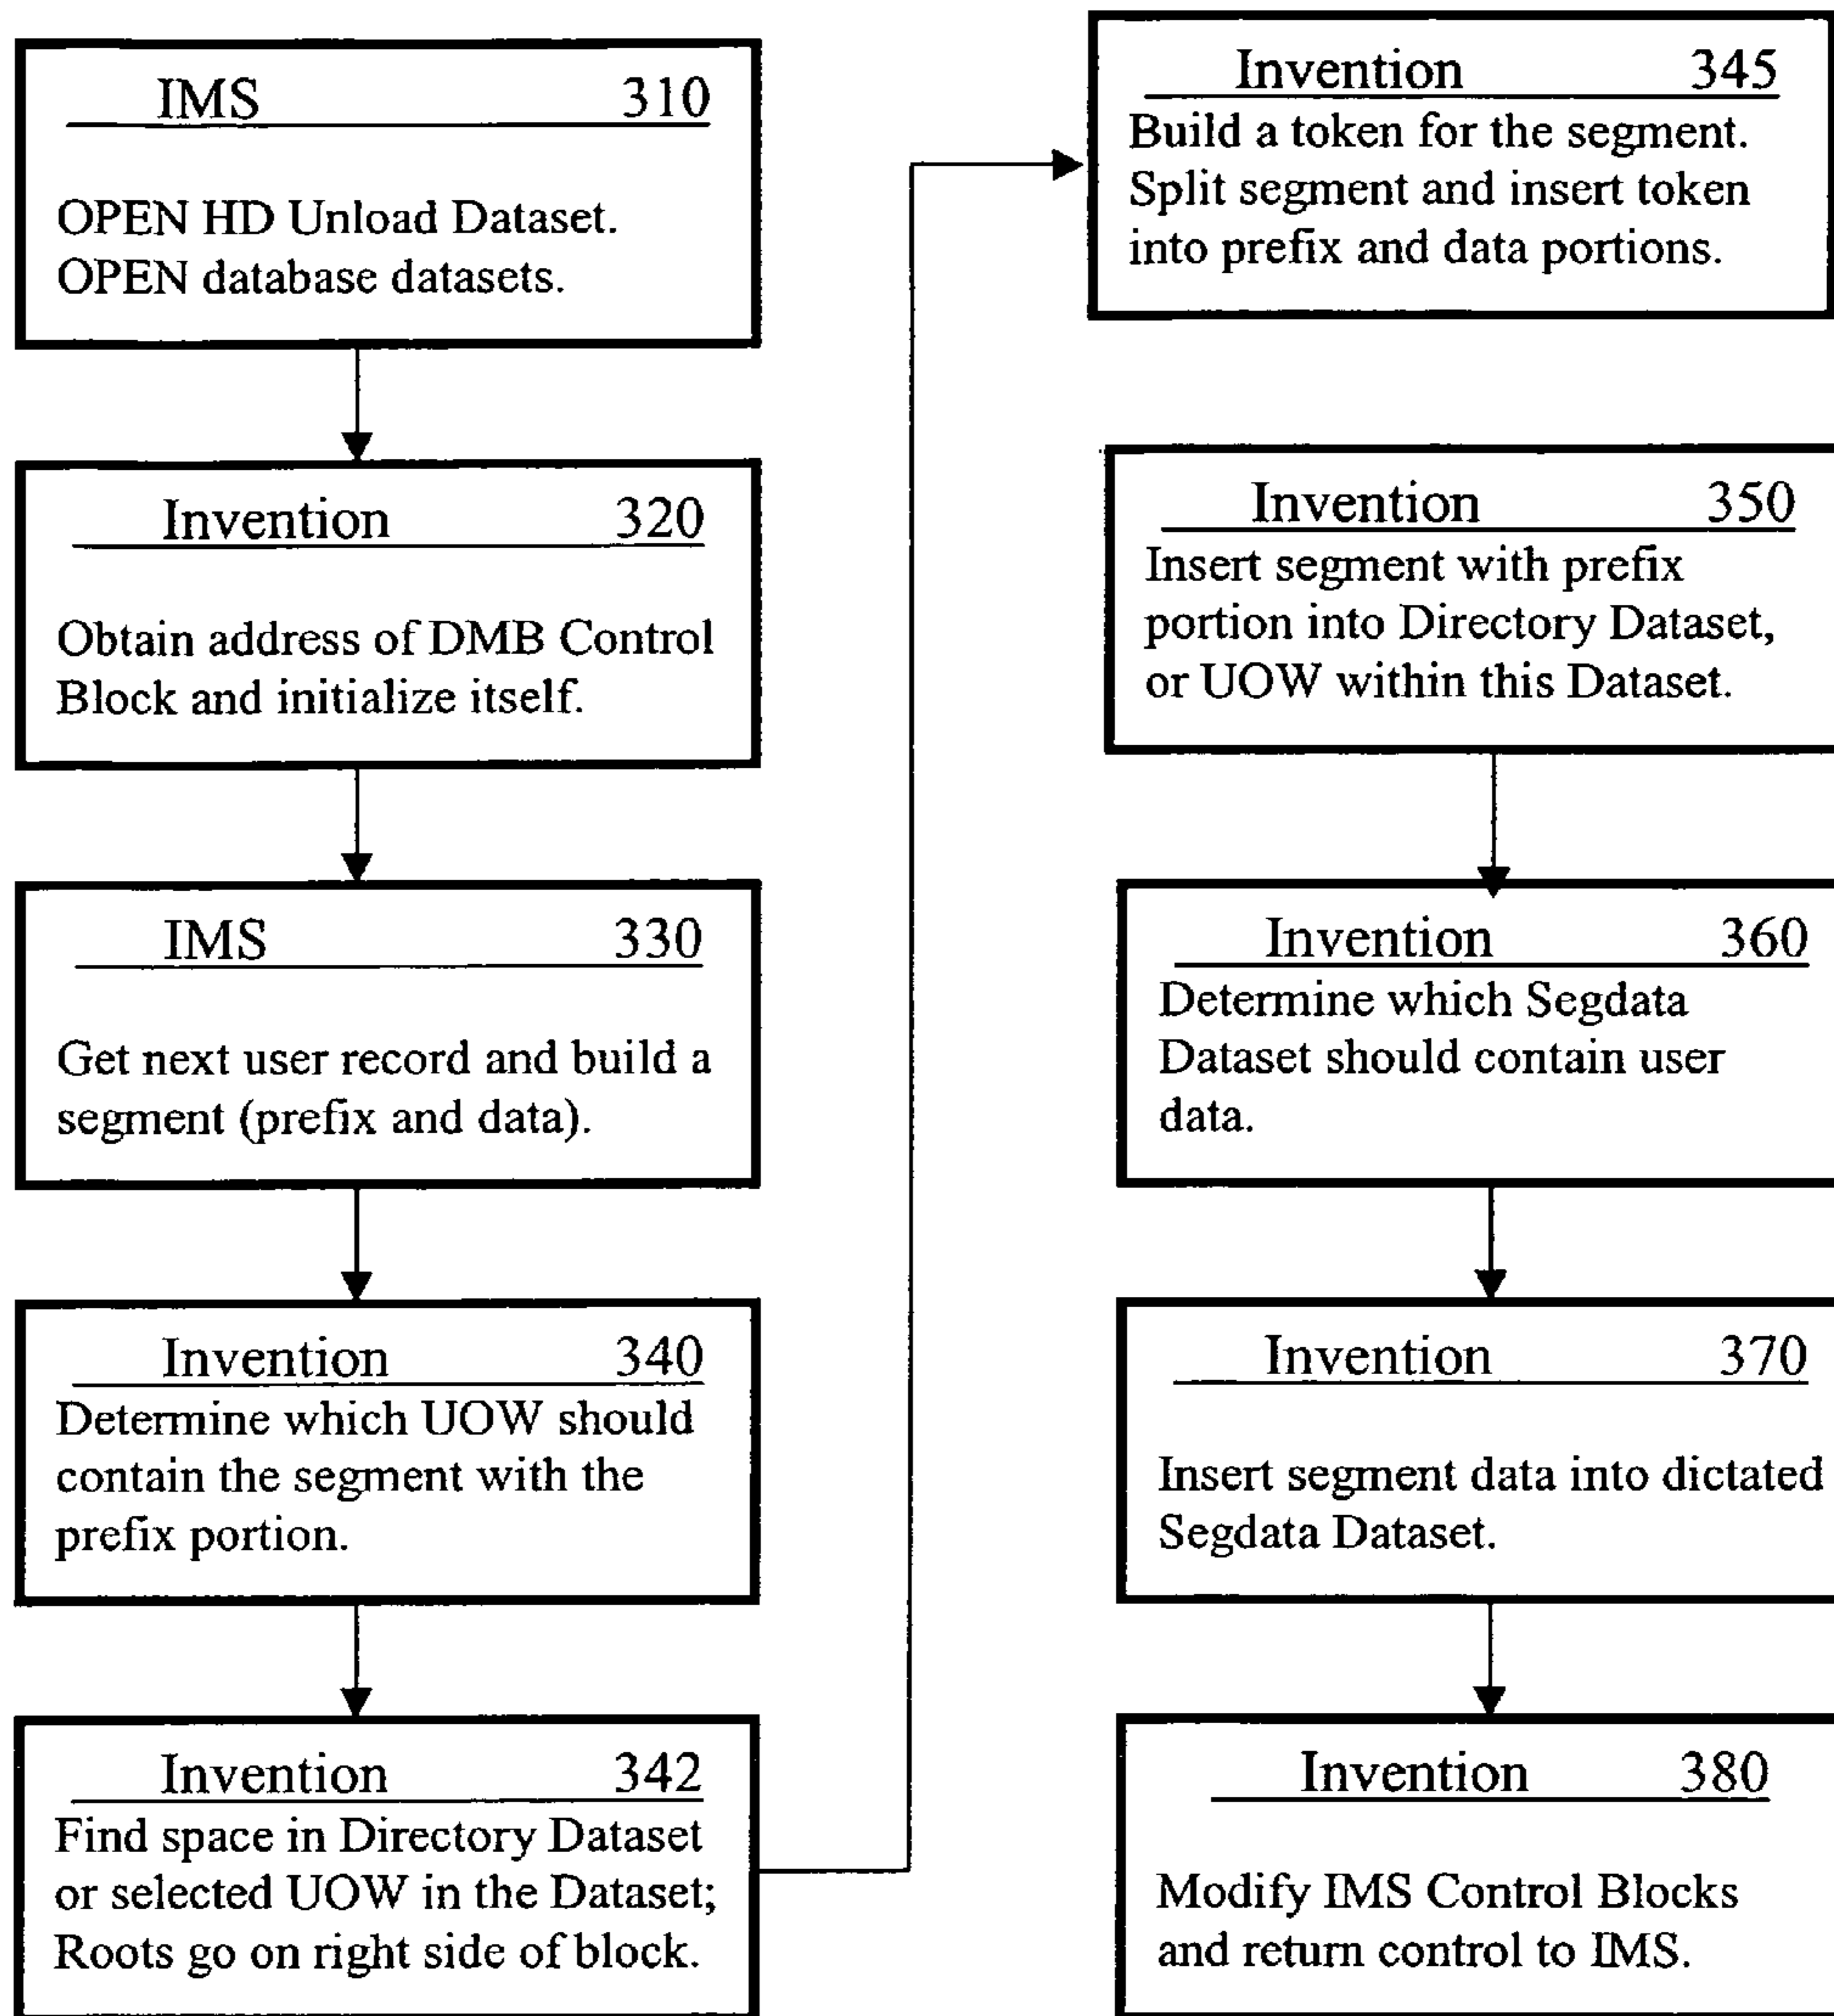 IMS 310
OPEN HD Unload Dataset.
OPEN database datasets.
Invention 320
Obtain address of DMB Control
Block and initialize itself.
IMS 330
Get next user record and build a
segment (prefix and data).
Invention 340
Determine which UOW should
contain the segment with the
prefix portion.
Invention 342
Find space in Directory Dataset
or selected UOW in the Dataset;
Roots go on right side of block.
Invention 345
Build a token for the segment.
Split segment and insert token
into prefix and data portions.
Invention 350
Insert segment with prefix
portion into Directory Dataset,
or UOW within this Dataset.
Invention 360
Determine which Segdata
Dataset should contain user
data.
Invention 370
Insert segment data into dictated
Segdata Dataset.
Invention 380
Modify IMS Control Blocks
and return control to IMS.